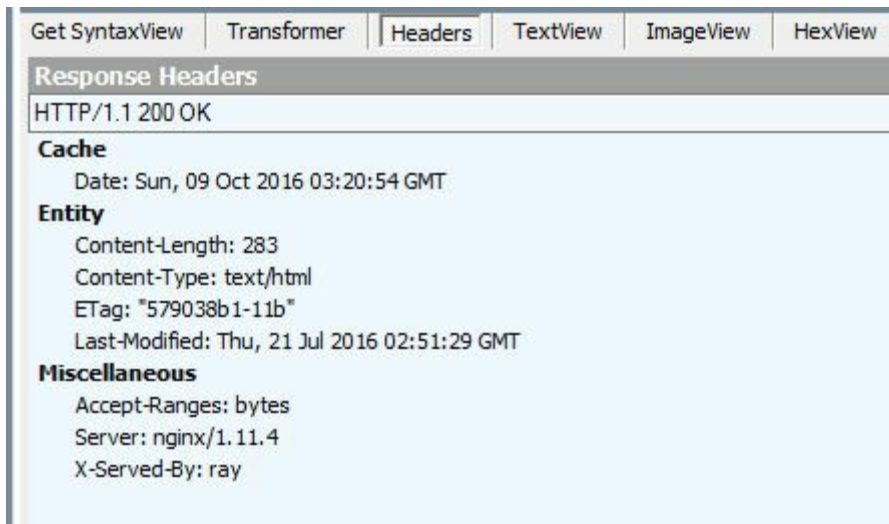 Get SyntaxView Transformer Headers TextView ImageView HexView
Response Headers
HTTP/1.1 200 OK
Cache
Date: Sun, 09 Oct 2016 03:20:54 GMT
Entity
Content-Length: 283
Content-Type: text/html
ETag: "579038b1-11b"
Last-Modified: Thu, 21 Jul 2016 02:51:29 GMT
Miscellaneous
Accept-Ranges: bytes
Server: nginx/1.11.4
X-Served-By: ray